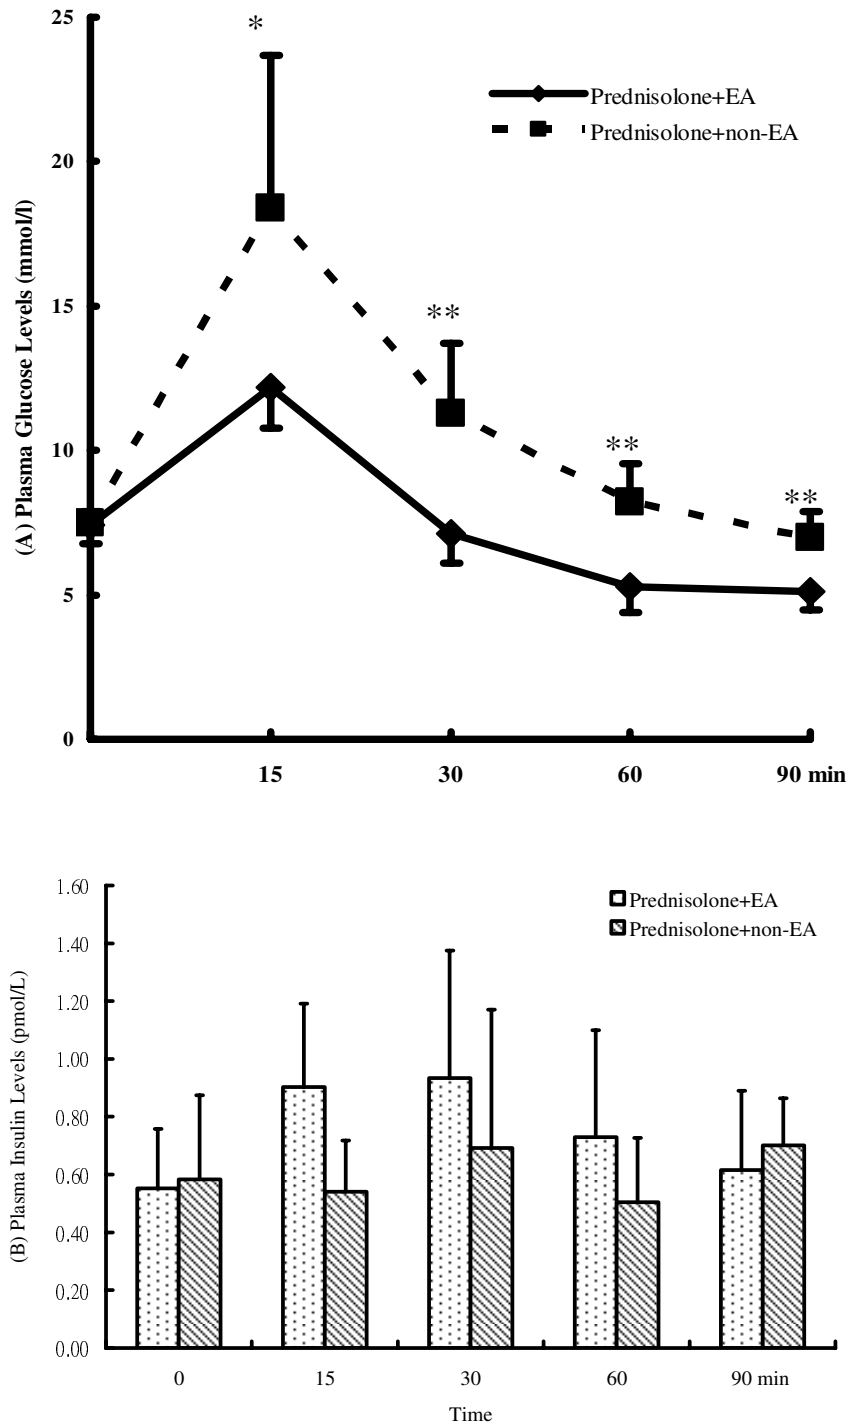 25
*
Prednisolone+EA
Prednisolone+non-EA
20
(A) Plasma Glucose Levels (mmol/l)
15
**
10
**
**
5
0
15 30 60 90 min
1.60
Prednisolone+EA
Prednisolone+non-EA
1.40
1.20
1.00
(B) Plasma Insulin Levels (pmol/L)
0.80
0.60
0.40
0.20
0.00
0 15 30 60 90 min
Time